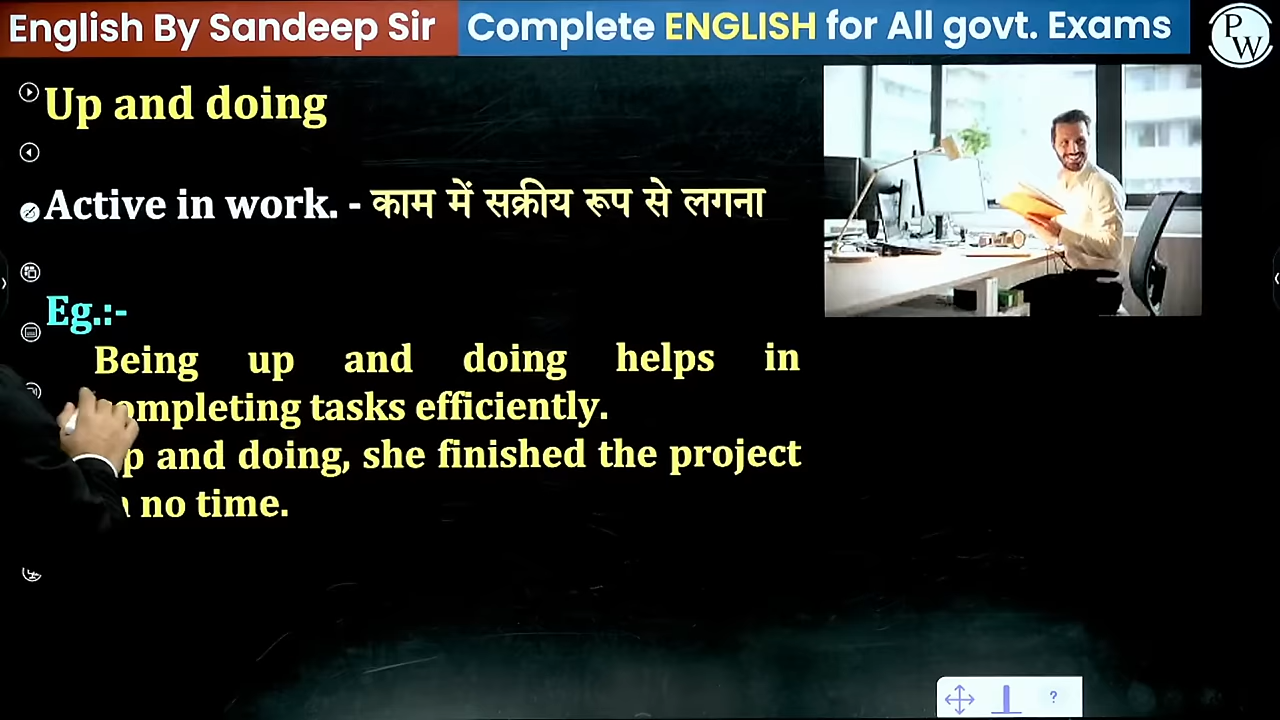 English By Sandeep Sir
Complete ENGLISH for All govt. Exams
PW
Up and doing
Active in work. - काम में सक्रीय रूप से लगना
Eg.:-
Being up and doing helps in
completing tasks efficiently.
and doing, she finished the project
no time.
?